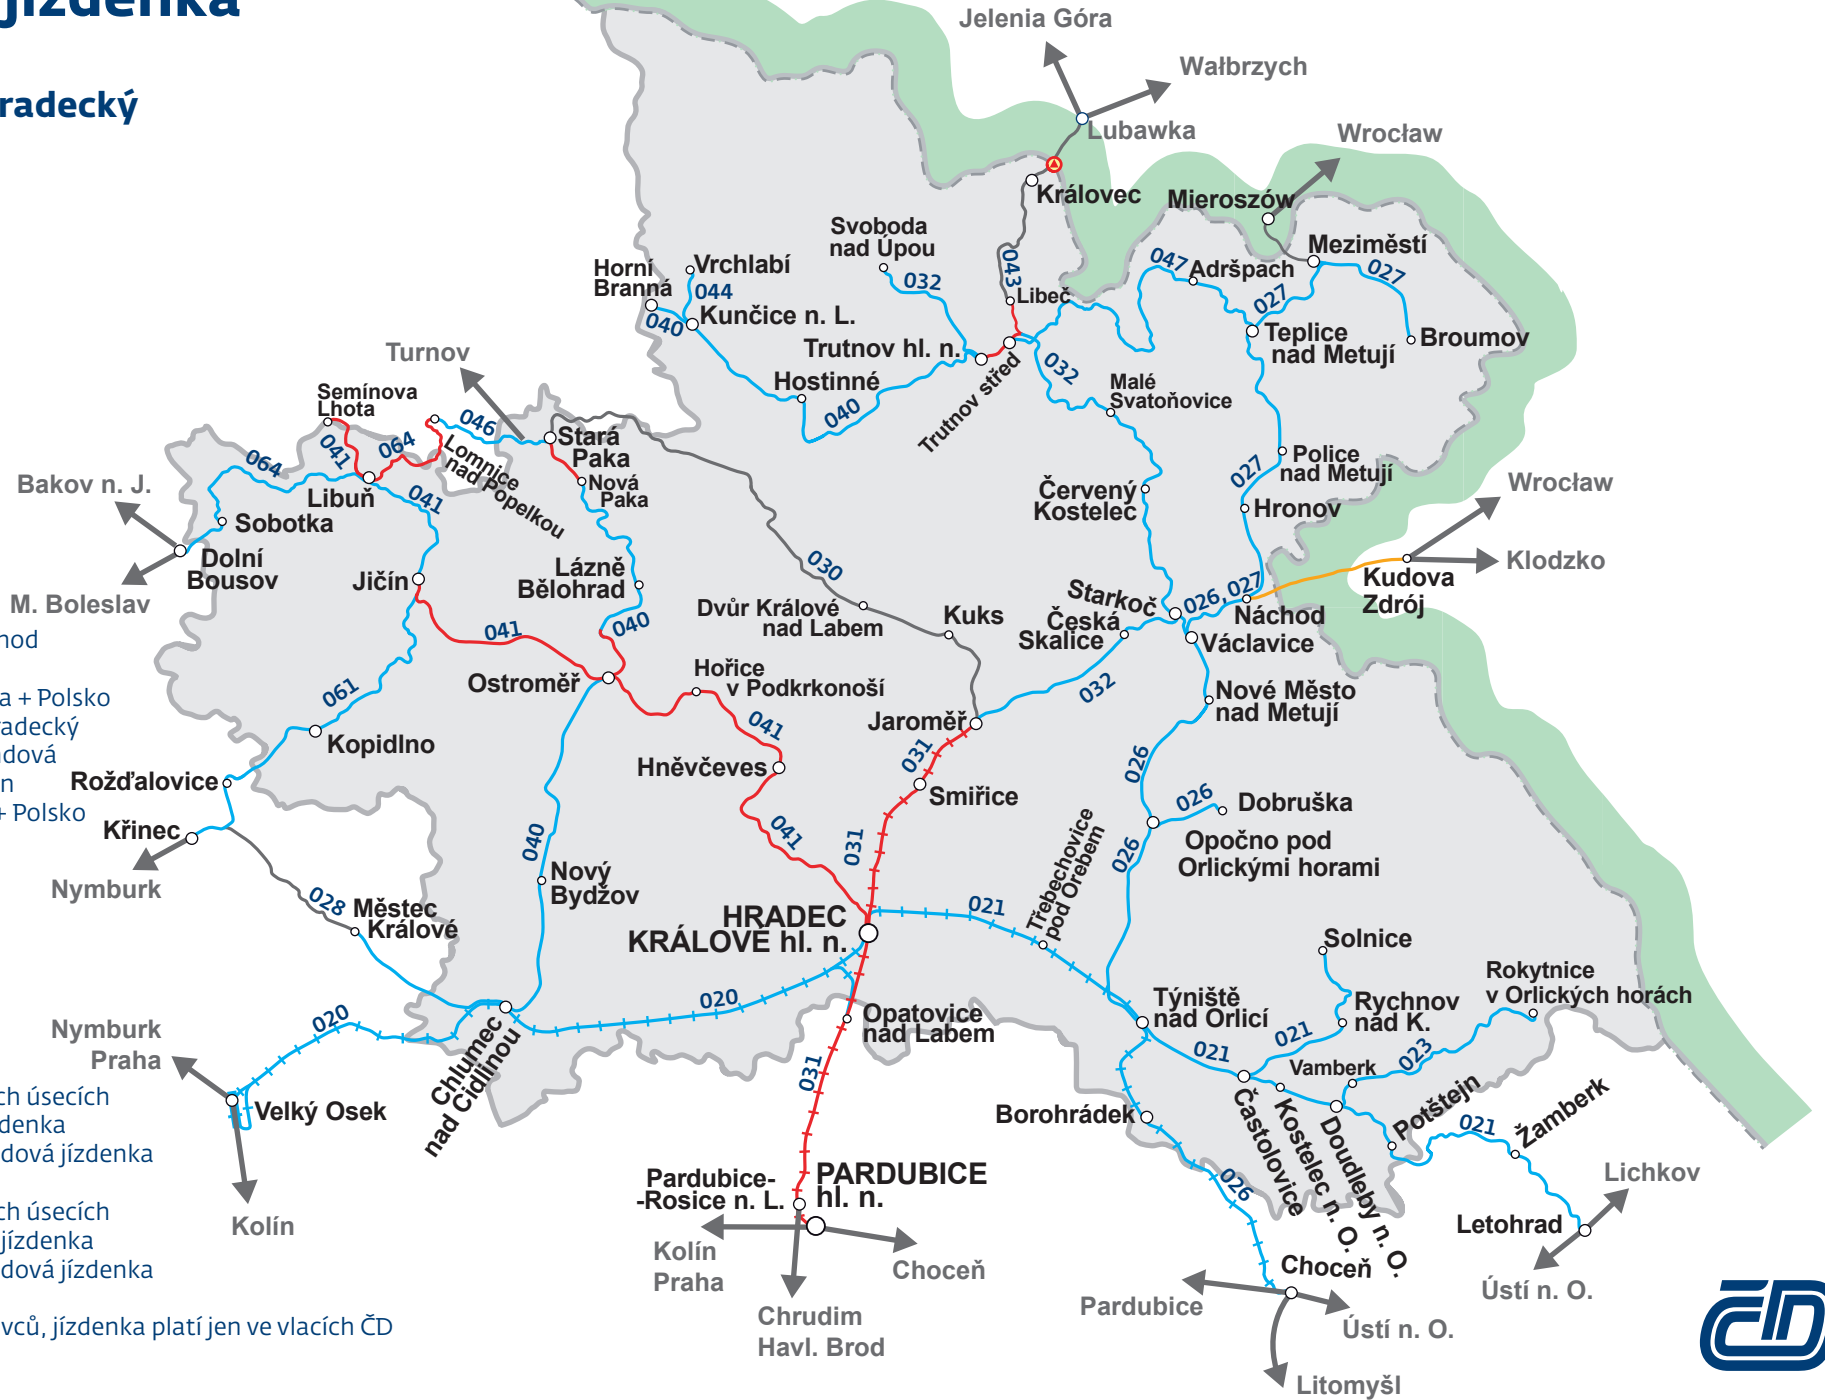 jízdenka
radecký
Jelenia Góra
Wałbrzych
Lubawka
Wrocław
Královec
Mieroszów
Svoboda
nad Úpou
Meziměstí
Horní
Branná
Vrchlabí
044
032
043
047
Adršpach
027
027
Libeč
040
Kunčice n. L.
Teplice
nad Metují
Broumov
Turnov
Trutnov hl. n.
Trutnov střed
032
Hostinné
040
Malé
Svatoňovice
Semínova
Lhota
041
064
046
Lomnice
nad Popelkou
Stará
Paka
Nová
Paka
064
Libuň
041
Police
nad Metují
027
Hronov
Červený
Kostelec
Wrocław
Klodzko
Kudova
Zdrój
Bakov n. J.
Sobotka
Dolní
Bousov
M. Boleslav
Jičín
Lázně
Bělohrad
030
Dvůr Králové
nad Labem
Kuks
Starkoč
026, 027
Náchod
Česká
Skalice
Václavice
hod
041
040
Ostroměř
Hořice
v Podkrkonoší
032
Nové Město
nad Metují
a + Polsko
radecký
dová
n
+ Polsko
061
Kopidlno
Rožďalovice
Křinec
Nymburk
041
Jaroměř
031
Hněvčeves
Smiřice
026
026
Dobruška
Opočno pod
Orlickými horami
026
041
031
Třebechovice
pod Orebem
040
Nový
Bydžov
028
Městec
Králové
HRADEC
KRÁLOVÉ hl. n.
021
Solnice
Rokytnice
v Orlických horách
Rychnov
nad K.
Týniště
nad Orlicí
020
020
Nymburk
Praha
Velký Osek
Kolín
Chlumec
nad Cidlinou
Opatovice
nad Labem
031
021
021
Vamberk
023
Potštejn
Častolovice
Kostelec n. O.
Doudleby n. O.
021
Žamberk
Borohrádek
026
ch úsecích
denka
dová jízdenka
Pardubice-
-Rosice n. L.
PARDUBICE
hl. n.
Kolín
Praha
Choceň
Chrudim
Havl. Brod
Lichkov
Letohrad
Ústí n. O.
Choceň
Pardubice
Ústí n. O.
Litomyšl
ch úsecích
jízdenka
dová jízdenka
vců, jízdenka platí jen ve vlacích ČD
ČD